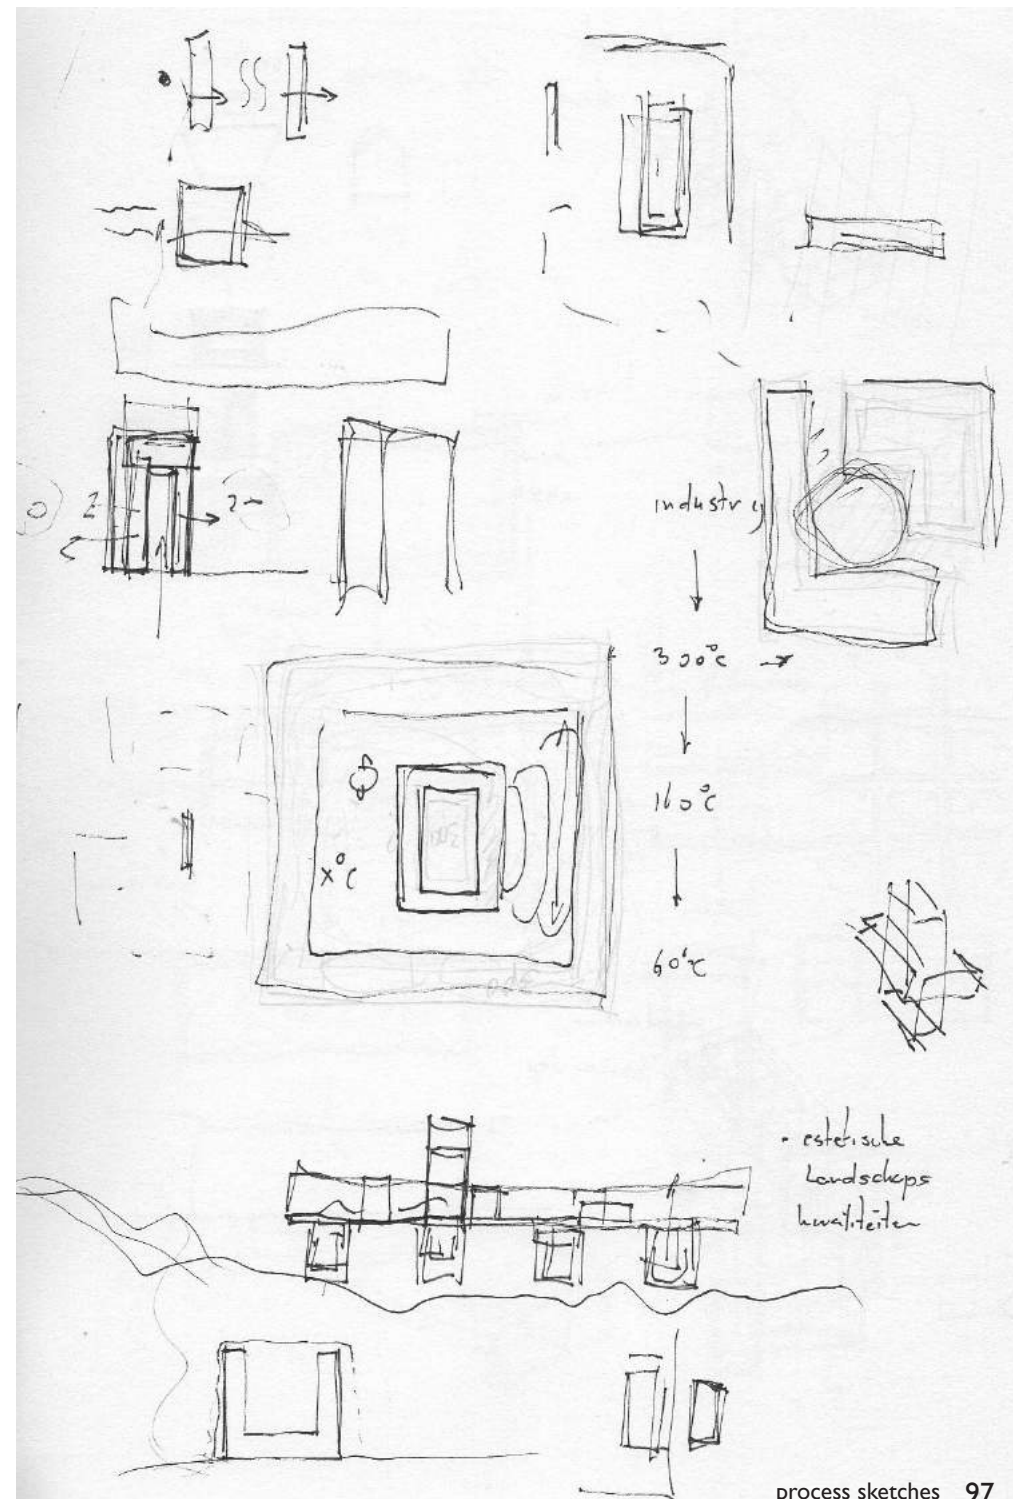 industry
300°C
160°C
x°C
60°C
• estetische
Landschaps
kwaliteiten
process sketches 97